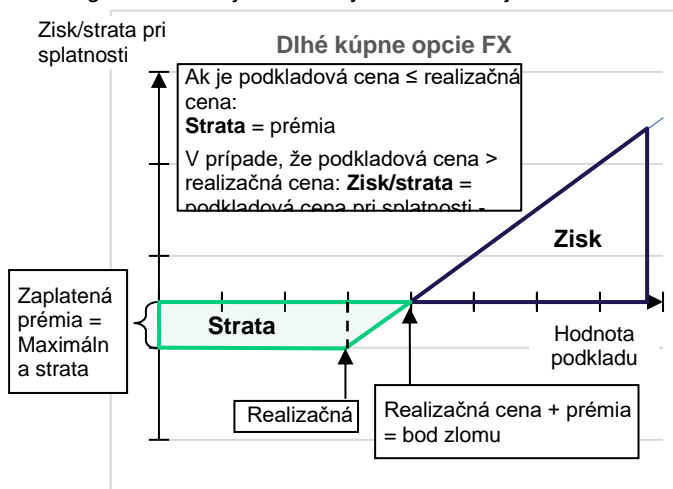 Zisk/strata pri
splatnosti
Dlhé kúpne opcie FX
Ak je podkladová cena ≤ realizačná
cena:
Strata = prémia
V prípade, že podkladová cena >
realizačná cena: Zisk/strata =
podkladová cena pri splatnosti -
Zisk
Zaplatená
prémia =
Maximáln
a strata
Strata
Hodnota
podkladu
Realizačná
Realizačná cena + prémia
= bod zlomu